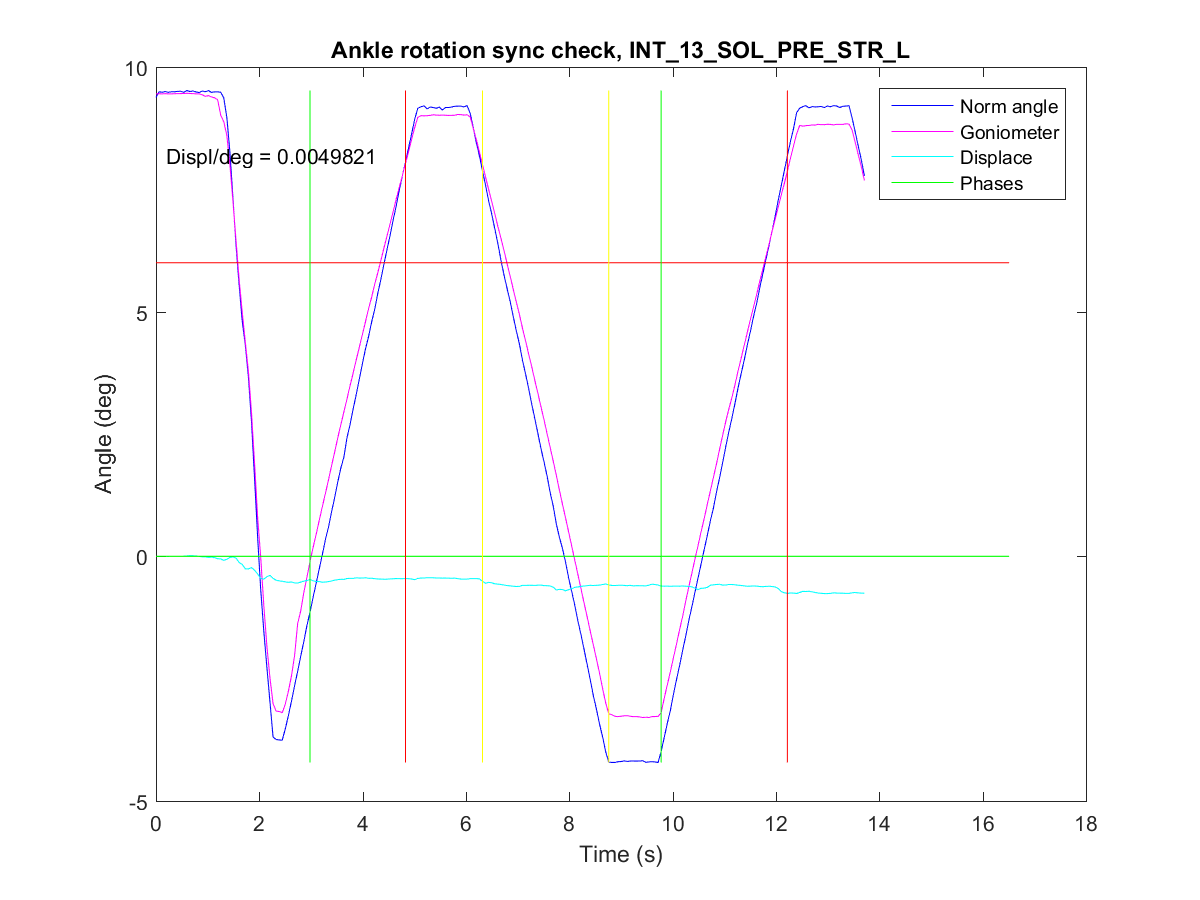 Ankle rotation sync check, INT_13_SOL_PRE_STR_L
10
Norm angle
Goniometer
Displace
Phases
Displ/deg = 0.0049821
5
Angle (deg)
0
-5
0 2 4 6 8 10 12 14 16 18
Time (s)